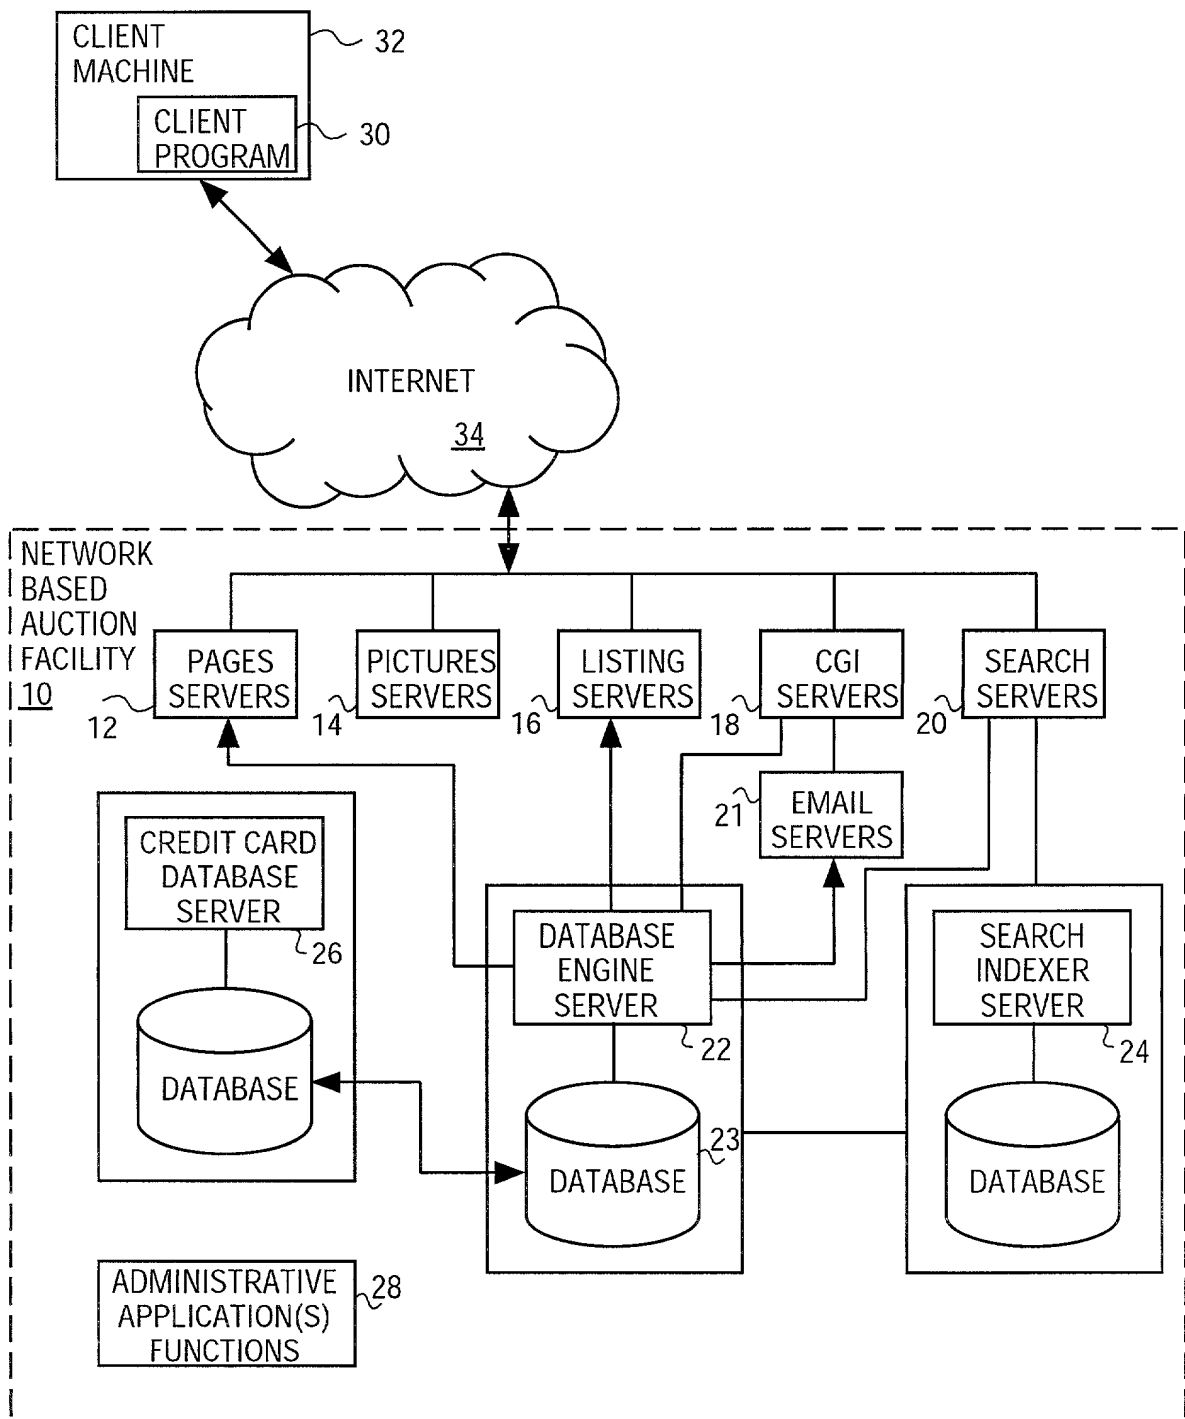 CLIENT
MACHINE
32
CLIENT
PROGRAM
30
INTERNET
34
NETWORK
BASED
AUCTION
FACILITY
10
PAGES
SERVERS
12
PICTURES
SERVERS
14
LISTING
SERVERS
16
CGI
SERVERS
18
SEARCH
SERVERS
20
EMAIL
SERVERS
21
CREDIT CARD
DATABASE
SERVER
26
DATABASE
DATABASE
ENGINE
SERVER
22
DATABASE
23
SEARCH
INDEXER
SERVER
24
DATABASE
ADMINISTRATIVE
APPLICATION(S)
FUNCTIONS
28